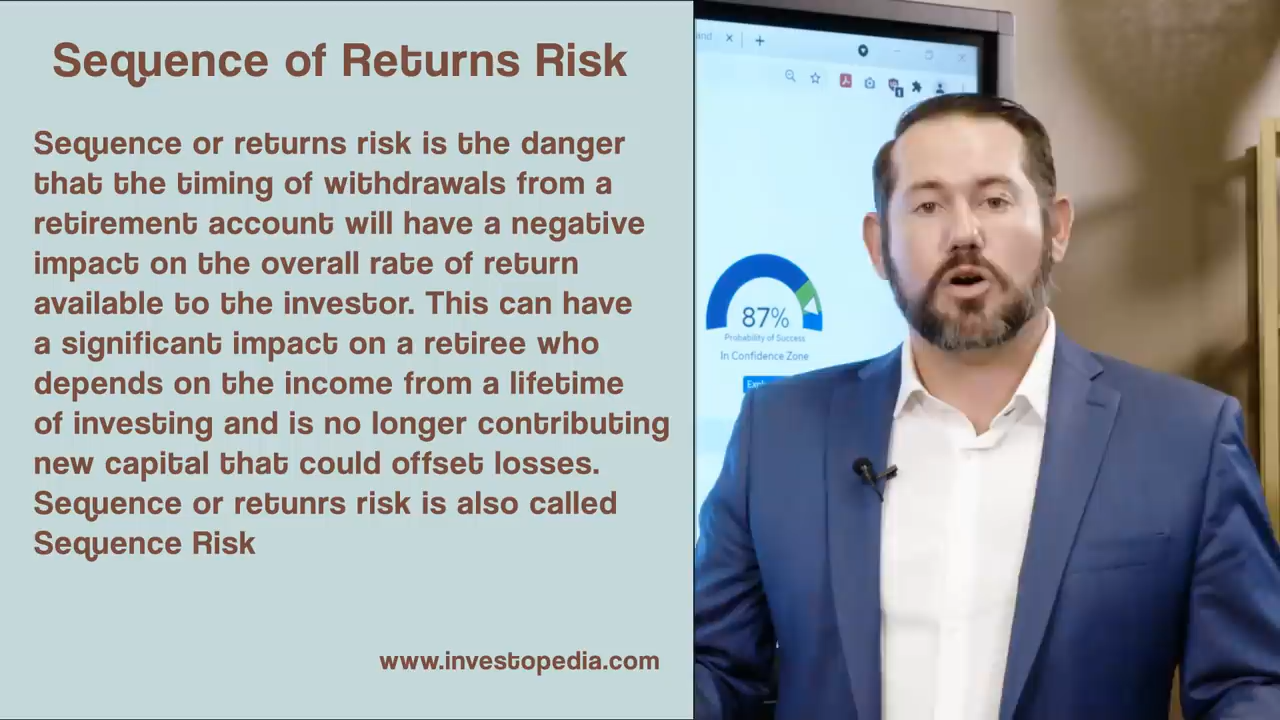 Sequence of Returns Risk
Sequence or returns risk is the danger
that the timing of withdrawals from a
retirement account will have a negative
impact on the overall rate of return
available to the investor. This can have
a significant impact on a retiree who
depends on the income from a lifetime
of investing and is no longer contributing
new capital that could offset losses.
Sequence or retunrs risk is also called
Sequence Risk
www.investopedia.com
and
87%
Probability of Success
In Confidence Zone